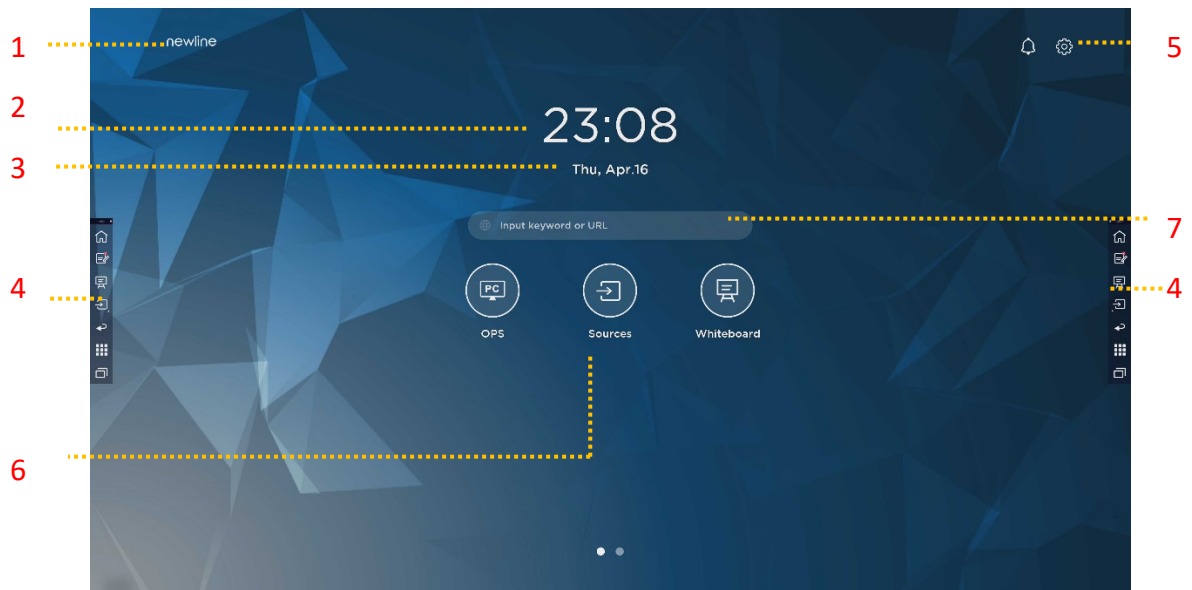 1
newline
5
2
23:08
3
Thu, Apr.16
Input keyword or URL
7
4
4
PC
OPS
Sources
Whiteboard
6